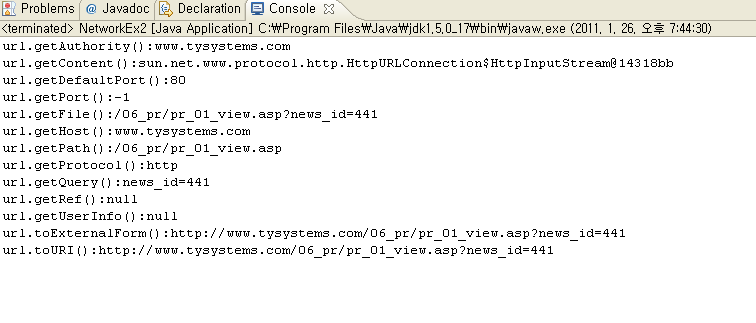 Problems @ Javadoc Declaration Console
<terminated> NetworkEx2 [Java Application] C:₩Program Files₩Java₩jdk1.5.0_17₩bin₩javaw.exe (2011. 1. 26. 오후 7:44:30)
url.getAuthority():www.tysystems.com
url.getContent():sun.net.www.protocol.http.HttpURLConnection$HttpInputStream@14318bb
url.getDefaultPort():80
url.getPort():-1
url.getFile():/06_pr/pr_01_view.asp?news_id=441
url.getHost():www.tysystems.com
url.getPath():/06_pr/pr_01_view.asp
url.getProtocol():http
url.getQuery():news_id=441
url.getRef():null
url.getUserInfo():null
url.toExternalForm():http://www.tysystems.com/06_pr/pr_01_view.asp?news_id=441
url.toURI():http://www.tysystems.com/06_pr/pr_01_view.asp?news_id=441